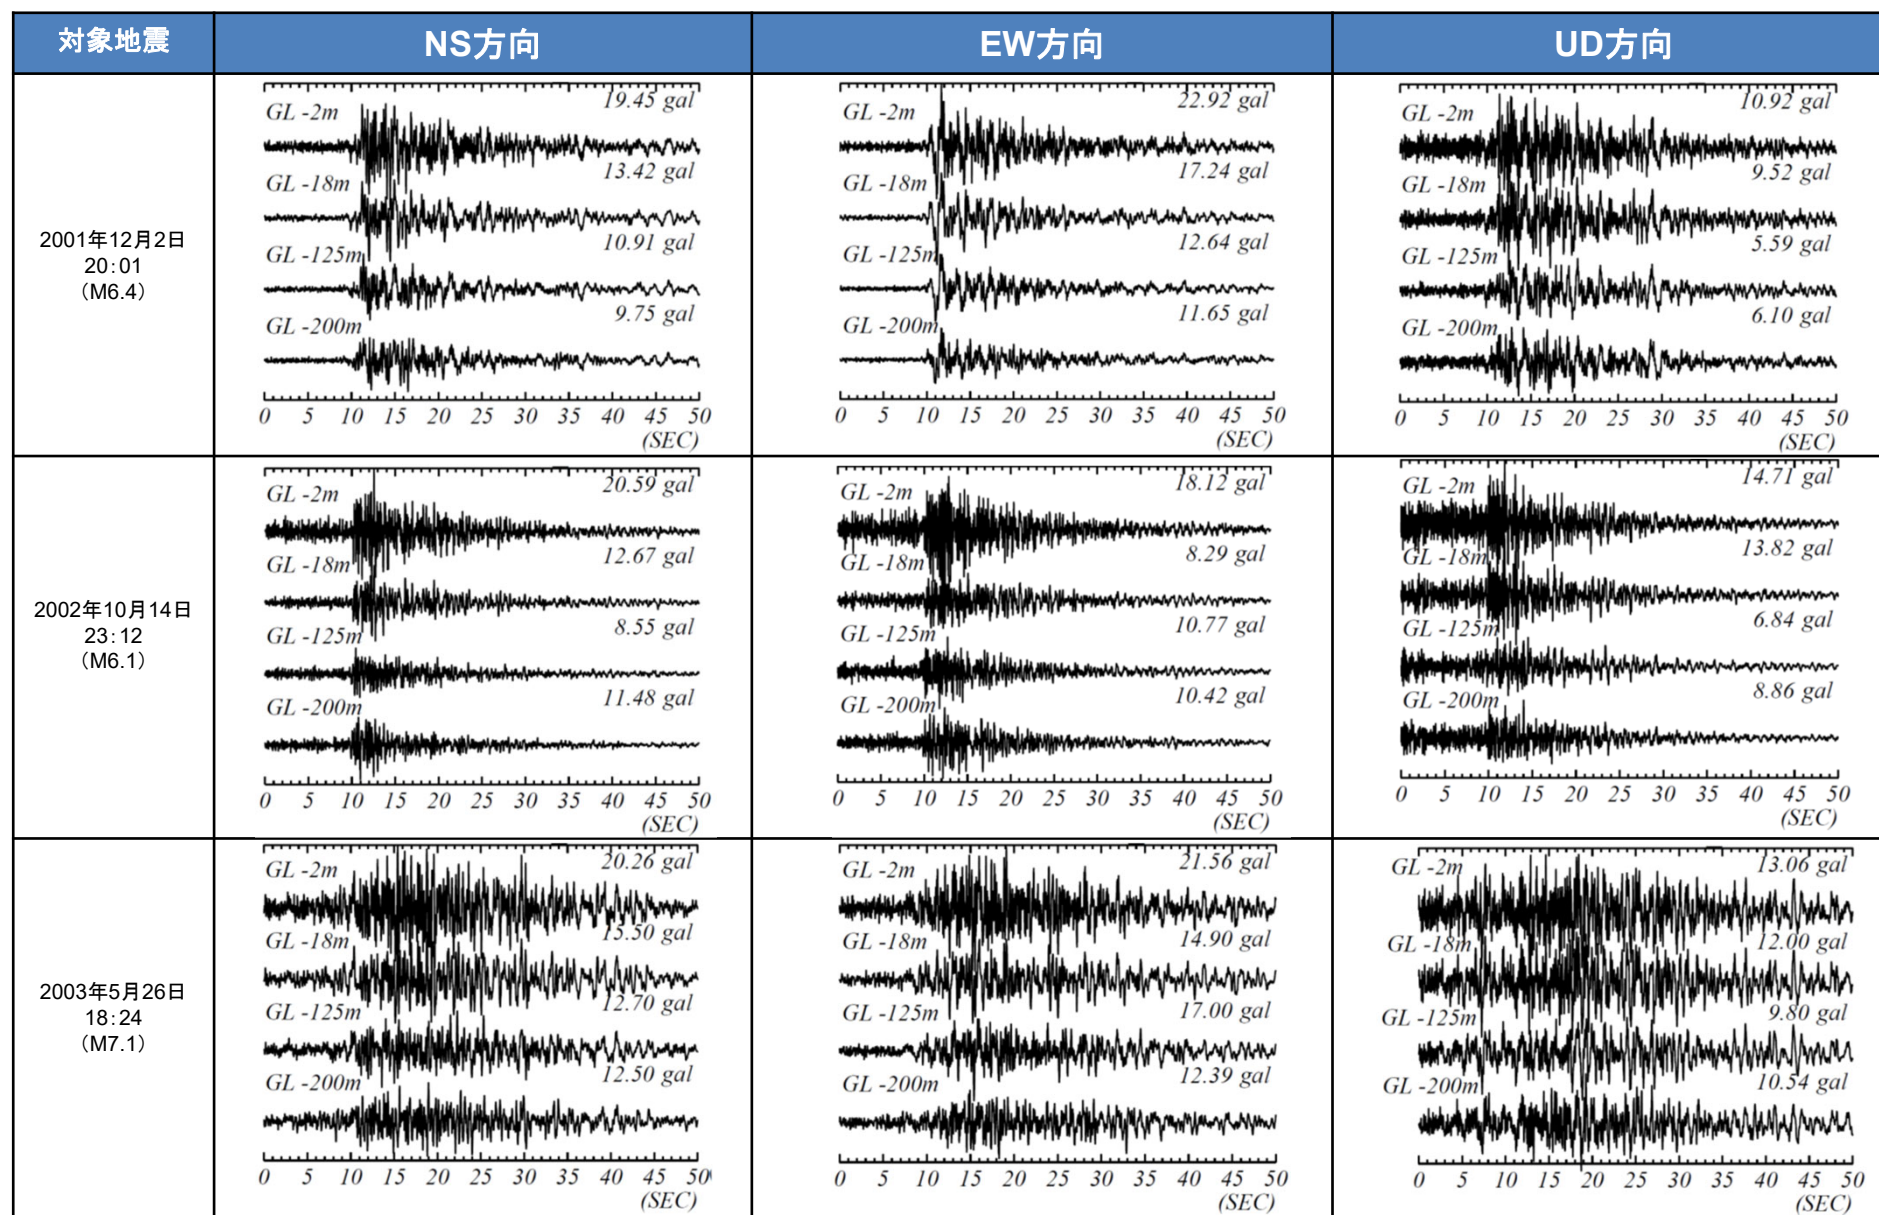 対象地震
NS方向
EW方向
UD方向
2001年12月2日
20:01
（M6.4）
GL -2m
19.45 gal
GL -18m
13.42 gal
GL -125m
10.91 gal
GL -200m
9.75 gal
0 5 10 15 20 25 30 35 40 45 50
(SEC)
GL -2m
22.92 gal
GL -18m
17.24 gal
GL -125m
12.64 gal
GL -200m
11.65 gal
0 5 10 15 20 25 30 35 40 45 50
(SEC)
GL -2m
10.92 gal
GL -18m
9.52 gal
GL -125m
5.59 gal
GL -200m
6.10 gal
0 5 10 15 20 25 30 35 40 45 50
(SEC)
2002年10月14日
23:12
（M6.1）
GL -2m
20.59 gal
GL -18m
12.67 gal
GL -125m
8.55 gal
GL -200m
11.48 gal
0 5 10 15 20 25 30 35 40 45 50
(SEC)
GL -2m
18.12 gal
GL -18m
8.29 gal
GL -125m
10.77 gal
GL -200m
10.42 gal
0 5 10 15 20 25 30 35 40 45 50
(SEC)
GL -2m
14.71 gal
GL -18m
13.82 gal
GL -125m
6.84 gal
GL -200m
8.86 gal
0 5 10 15 20 25 30 35 40 45 50
(SEC)
2003年5月26日
18:24
（M7.1）
GL -2m
20.26 gal
GL -18m
15.50 gal
GL -125m
12.70 gal
GL -200m
12.50 gal
0 5 10 15 20 25 30 35 40 45 50
(SEC)
GL -2m
21.56 gal
GL -18m
14.90 gal
GL -125m
17.00 gal
GL -200m
12.39 gal
0 5 10 15 20 25 30 35 40 45 50
(SEC)
GL -2m
13.06 gal
GL -18m
12.00 gal
GL -125m
9.80 gal
GL -200m
10.54 gal
0 5 10 15 20 25 30 35 40 45 50
(SEC)